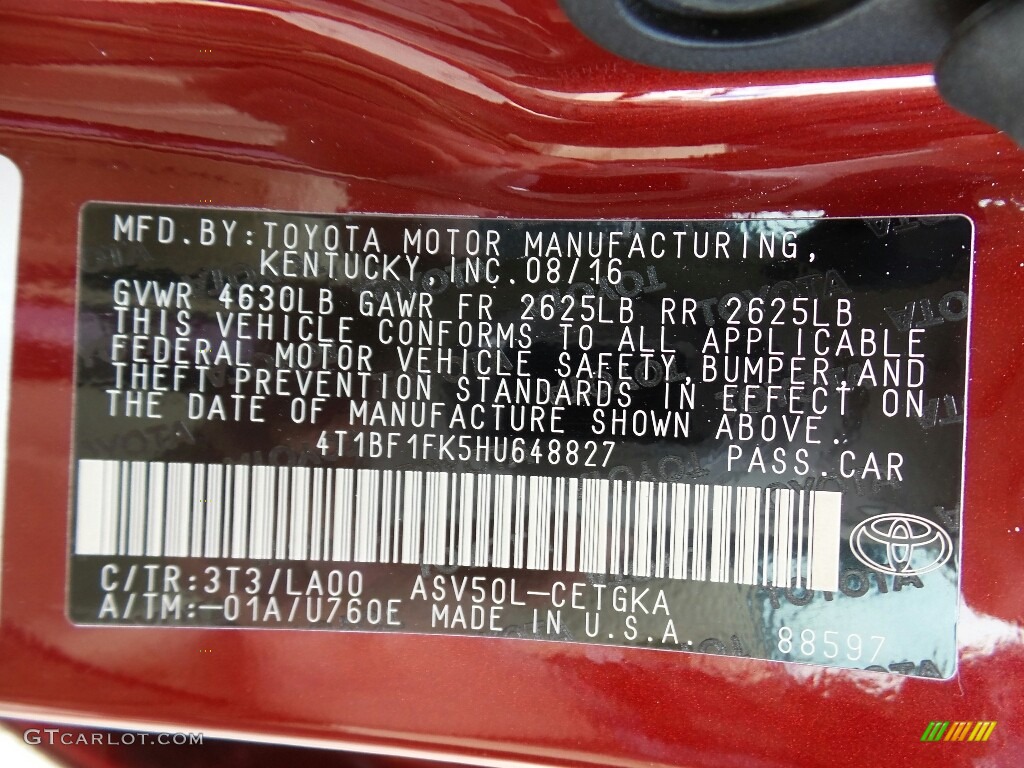 MFD.BY:TOYOTA MOTOR MANUFACTURING,
KENTUCKY, INC.08/16
GVWR 4630LB GAWR FR 2625LB RR 2625LB
THIS VEHICLE CONFORMS TO ALL APPLICABLE
FEDERAL MOTOR VEHICLE SAFETY,BUMPER,AND
THEFT PREVENTION STANDARDS IN EFFECT ON
THE DATE OF MANUFACTURE SHOWN ABOVE.
4T1BF1FK5HU648827 PASS.CAR
C/TR:3T3/LA00 ASV50L-CETGKA
A/TM:-01A/U760E MADE IN U.S.A.
88597
GTCARLOT.COM